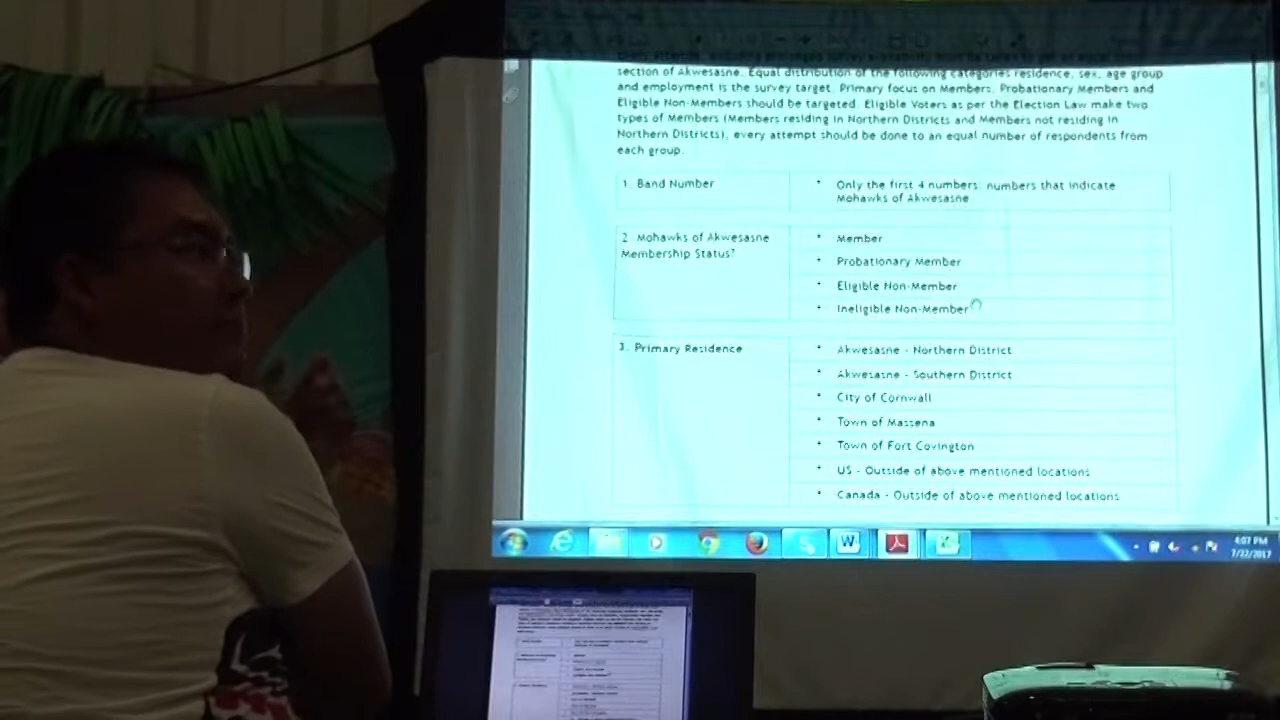 section of Akwesasne. Equal distribution of the following categories residence, sex, age group
and employment is the survey target. Primary focus on Members. Probationary Members and
Eligible Non-Members should be targeted. Eligible Voters as per the Election Law make two
types of Members (Members residing in Northern Districts and Members not residing in
Northern Districts), every attempt should be done to an equal number of respondents from
each group.
1. Band Number
Only the first 4 numbers; numbers that indicate
Mohawks of Akwesasne
2. Mohawks of Akwesasne
Membership Status?
Member
Probationary Member
Eligible Non-Member
Ineligible Non-Member
3. Primary Residence
Akwesasne - Northern District
Akwesasne - Southern District
City of Cornwall
Town of Massena
Town of Fort Covington
US - Outside of above mentioned locations
Canada - Outside of above mentioned locations
4:07 PM
7/22/2017